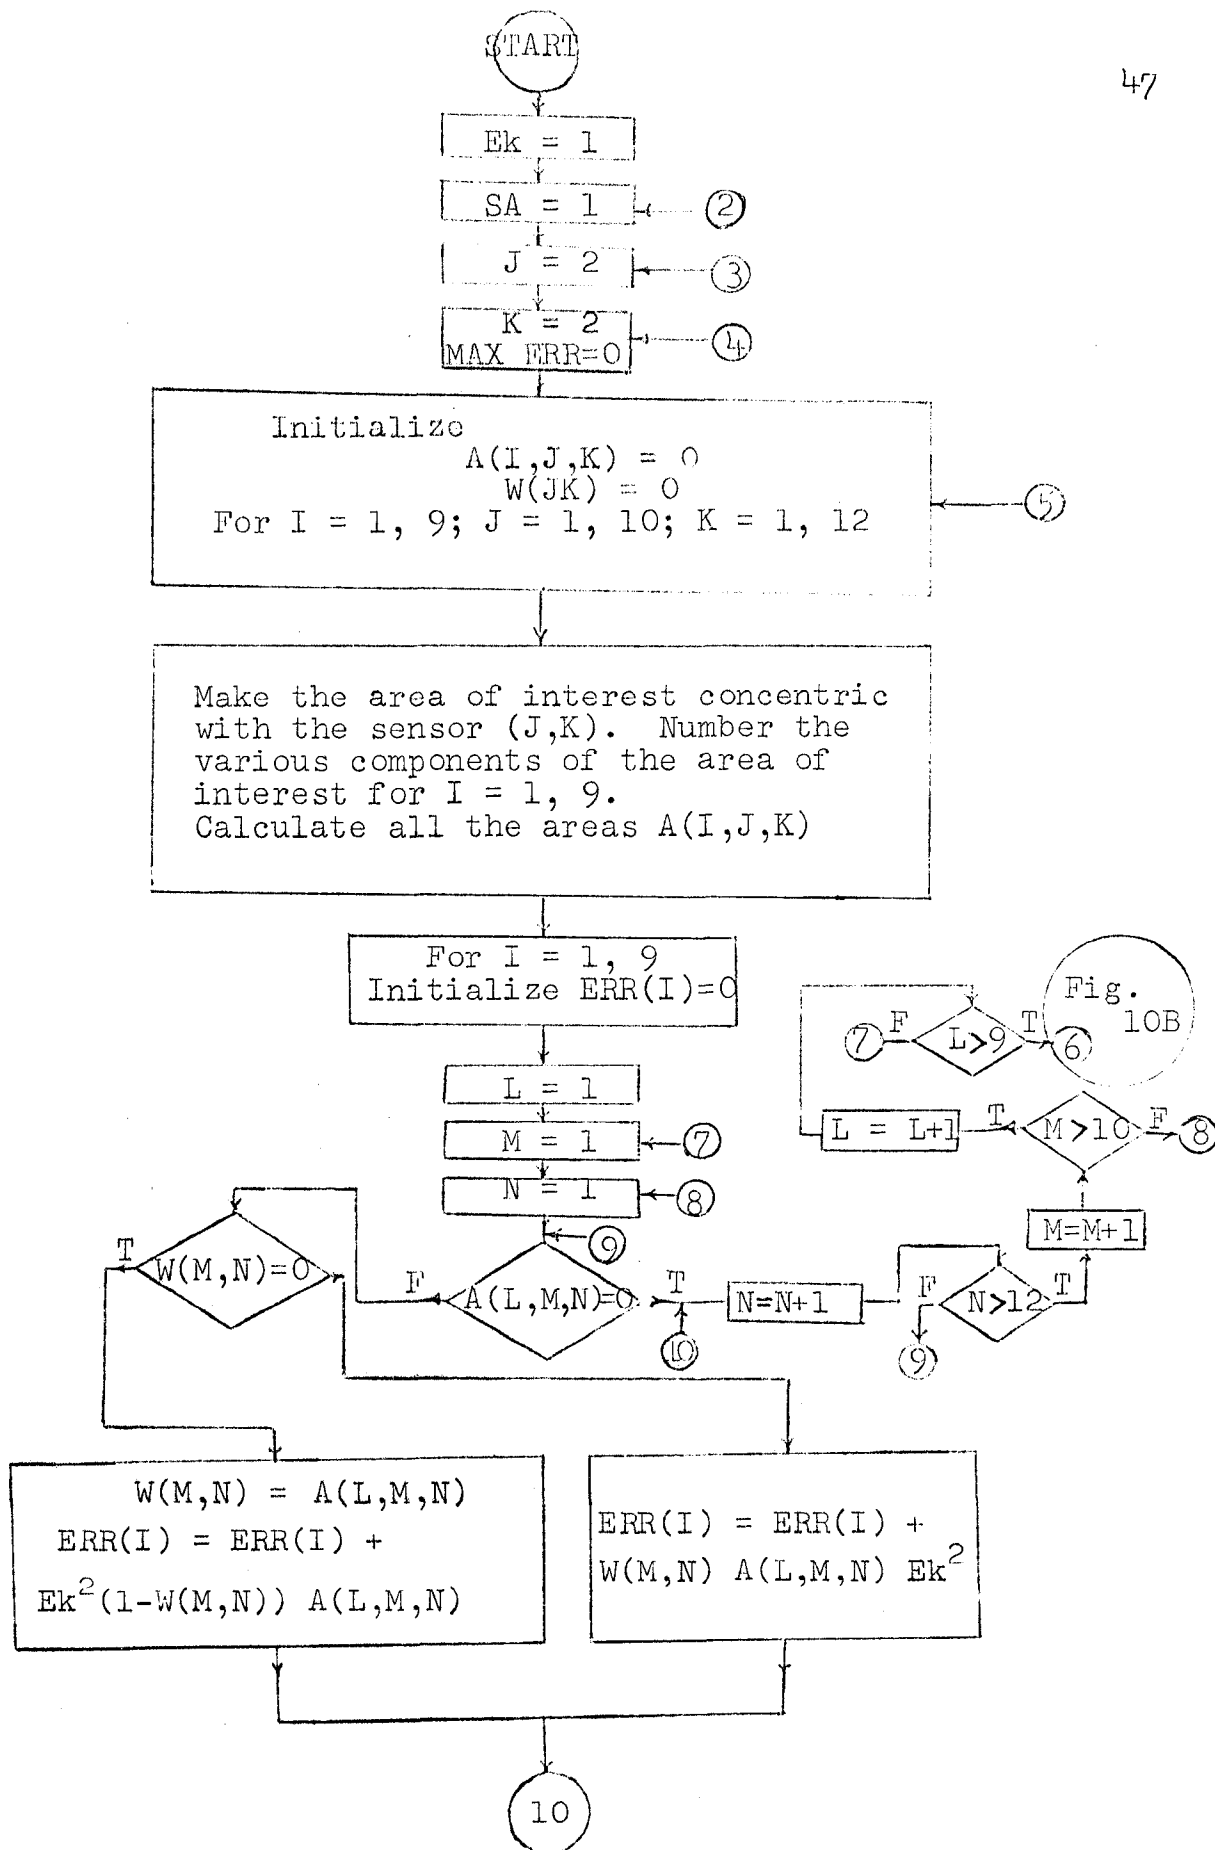 47
START
Ek = 1
SA = 1
2
J = 2
3
K = 2
MAX ERR=0
4
Initialize
A(I,J,K) = 0
W(JK) = 0
For I = 1, 9; J = 1, 10; K = 1, 12
5
Make the area of interest concentric
with the sensor (J,K).  Number the
various components of the area of
interest for I = 1, 9.
Calculate all the areas A(I,J,K)
For I = 1, 9
Initialize ERR(I)=0
Fig.
10B
7 F L>9 T 6
L = 1
M = 1
7
L = L+1 T M>10 F 8
N = 1
8
M=M+1
9
T W(M,N)=0
F A(L,M,N)=0 T
N=N+1
F N>12 T
10
9
W(M,N) = A(L,M,N)
ERR(I) = ERR(I) +
Ek²(1-W(M,N)) A(L,M,N)
ERR(I) = ERR(I) +
W(M,N) A(L,M,N) Ek²
10